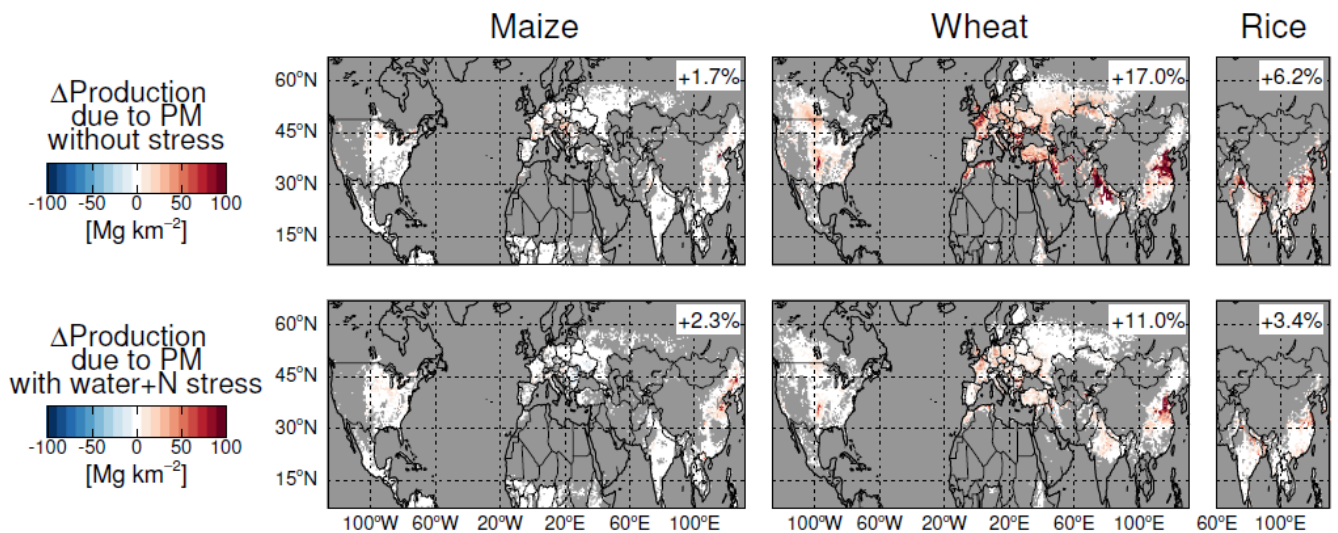 Maize
Wheat
Rice
ΔProduction
due to PM
without stress
-100 -50 0 50 100
[Mg km⁻²]
60°N
45°N
30°N
15°N
+1.7%
+17.0%
+6.2%
ΔProduction
due to PM
with water+N stress
-100 -50 0 50 100
[Mg km⁻²]
60°N
45°N
30°N
15°N
+2.3%
+11.0%
+3.4%
100°W 60°W 20°W 20°E 60°E 100°E
100°W 60°W 20°W 20°E 60°E 100°E
60°E 100°E